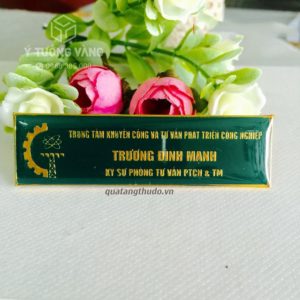 Ý TƯỞNG VÀNG
TRUNG TÂM KHUYẾN CÔNG VÀ TƯ VẤN PHÁT TRIỂN CÔNG NGHIỆP
TRƯƠNG ĐÌNH MẠNH
KỸ SƯ PHÒNG TƯ VẤN PTCN & TM
quatangthudo.vn